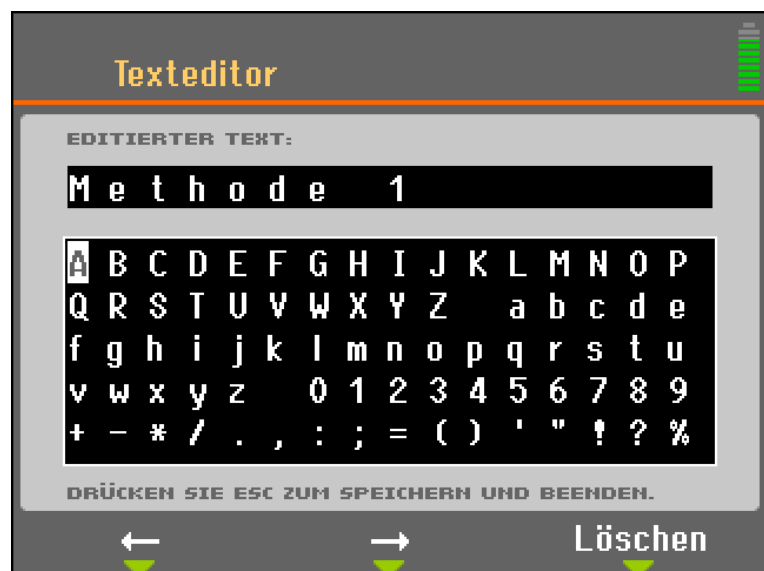 Texteditor
EDITIERTER TEXT:
Methode 1
A B C D E F G H I J K L M N O P
Q R S T U V W X Y Z a b c d e
f g h i j k l m n o p q r s t u
v w x y z 0 1 2 3 4 5 6 7 8 9
+ - * / . , : ; = ( ) ' " ! ? %
DRÜCKEN SIE ESC ZUM SPEICHERN UND BEENDEN.
← → Löschen